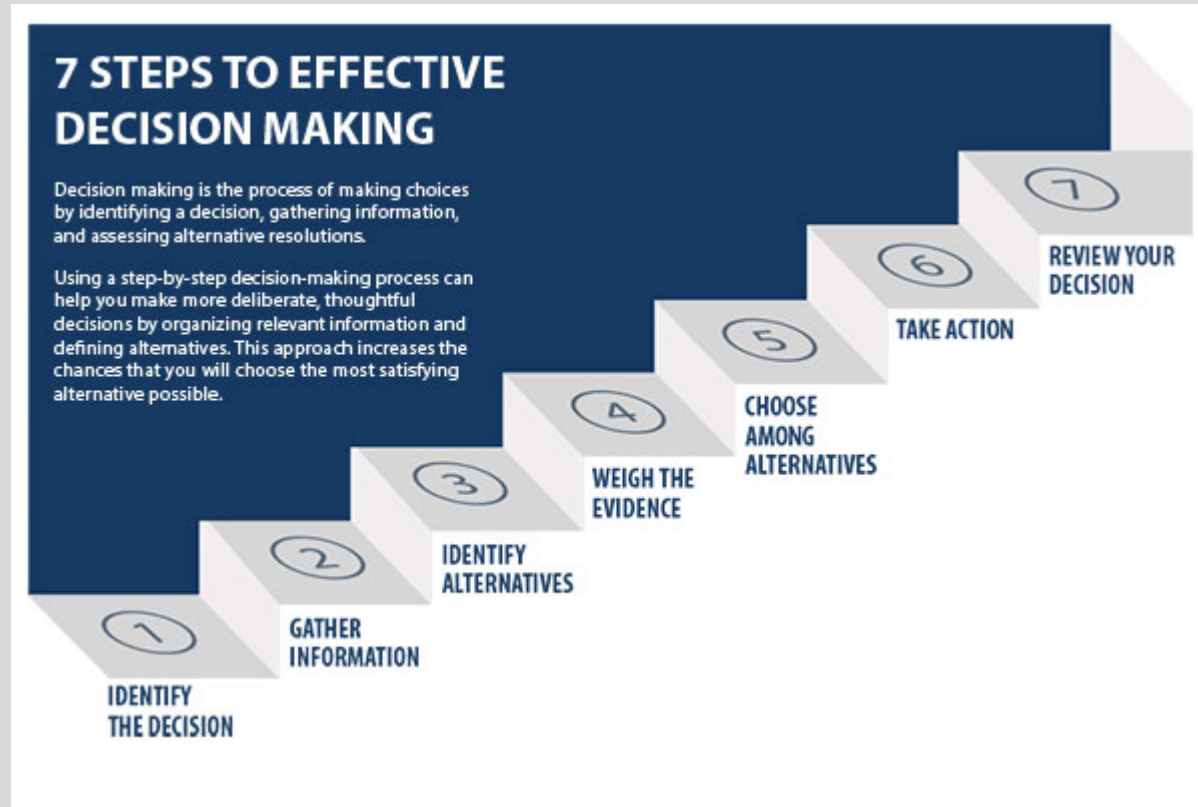 7 STEPS TO EFFECTIVE
DECISION MAKING
Decision making is the process of making choices
by identifying a decision, gathering information,
and assessing alternative resolutions.
Using a step-by-step decision-making process can
help you make more deliberate, thoughtful
decisions by organizing relevant information and
defining alternatives. This approach increases the
chances that you will choose the most satisfying
alternative possible.
1
IDENTIFY
THE DECISION
2
GATHER
INFORMATION
3
IDENTIFY
ALTERNATIVES
4
WEIGH THE
EVIDENCE
5
CHOOSE
AMONG
ALTERNATIVES
6
TAKE ACTION
7
REVIEW YOUR
DECISION